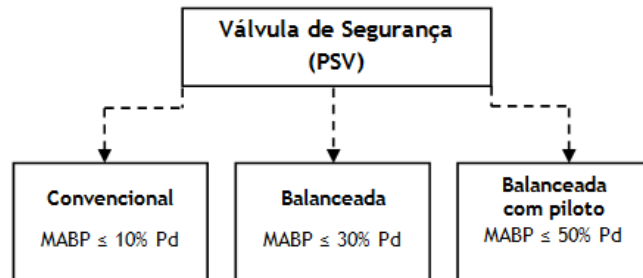 Válvula de Segurança
(PSV)
Convencional
MABP ≤ 10% Pd
Balanceada
MABP ≤ 30% Pd
Balanceada
com piloto
MABP ≤ 50% Pd